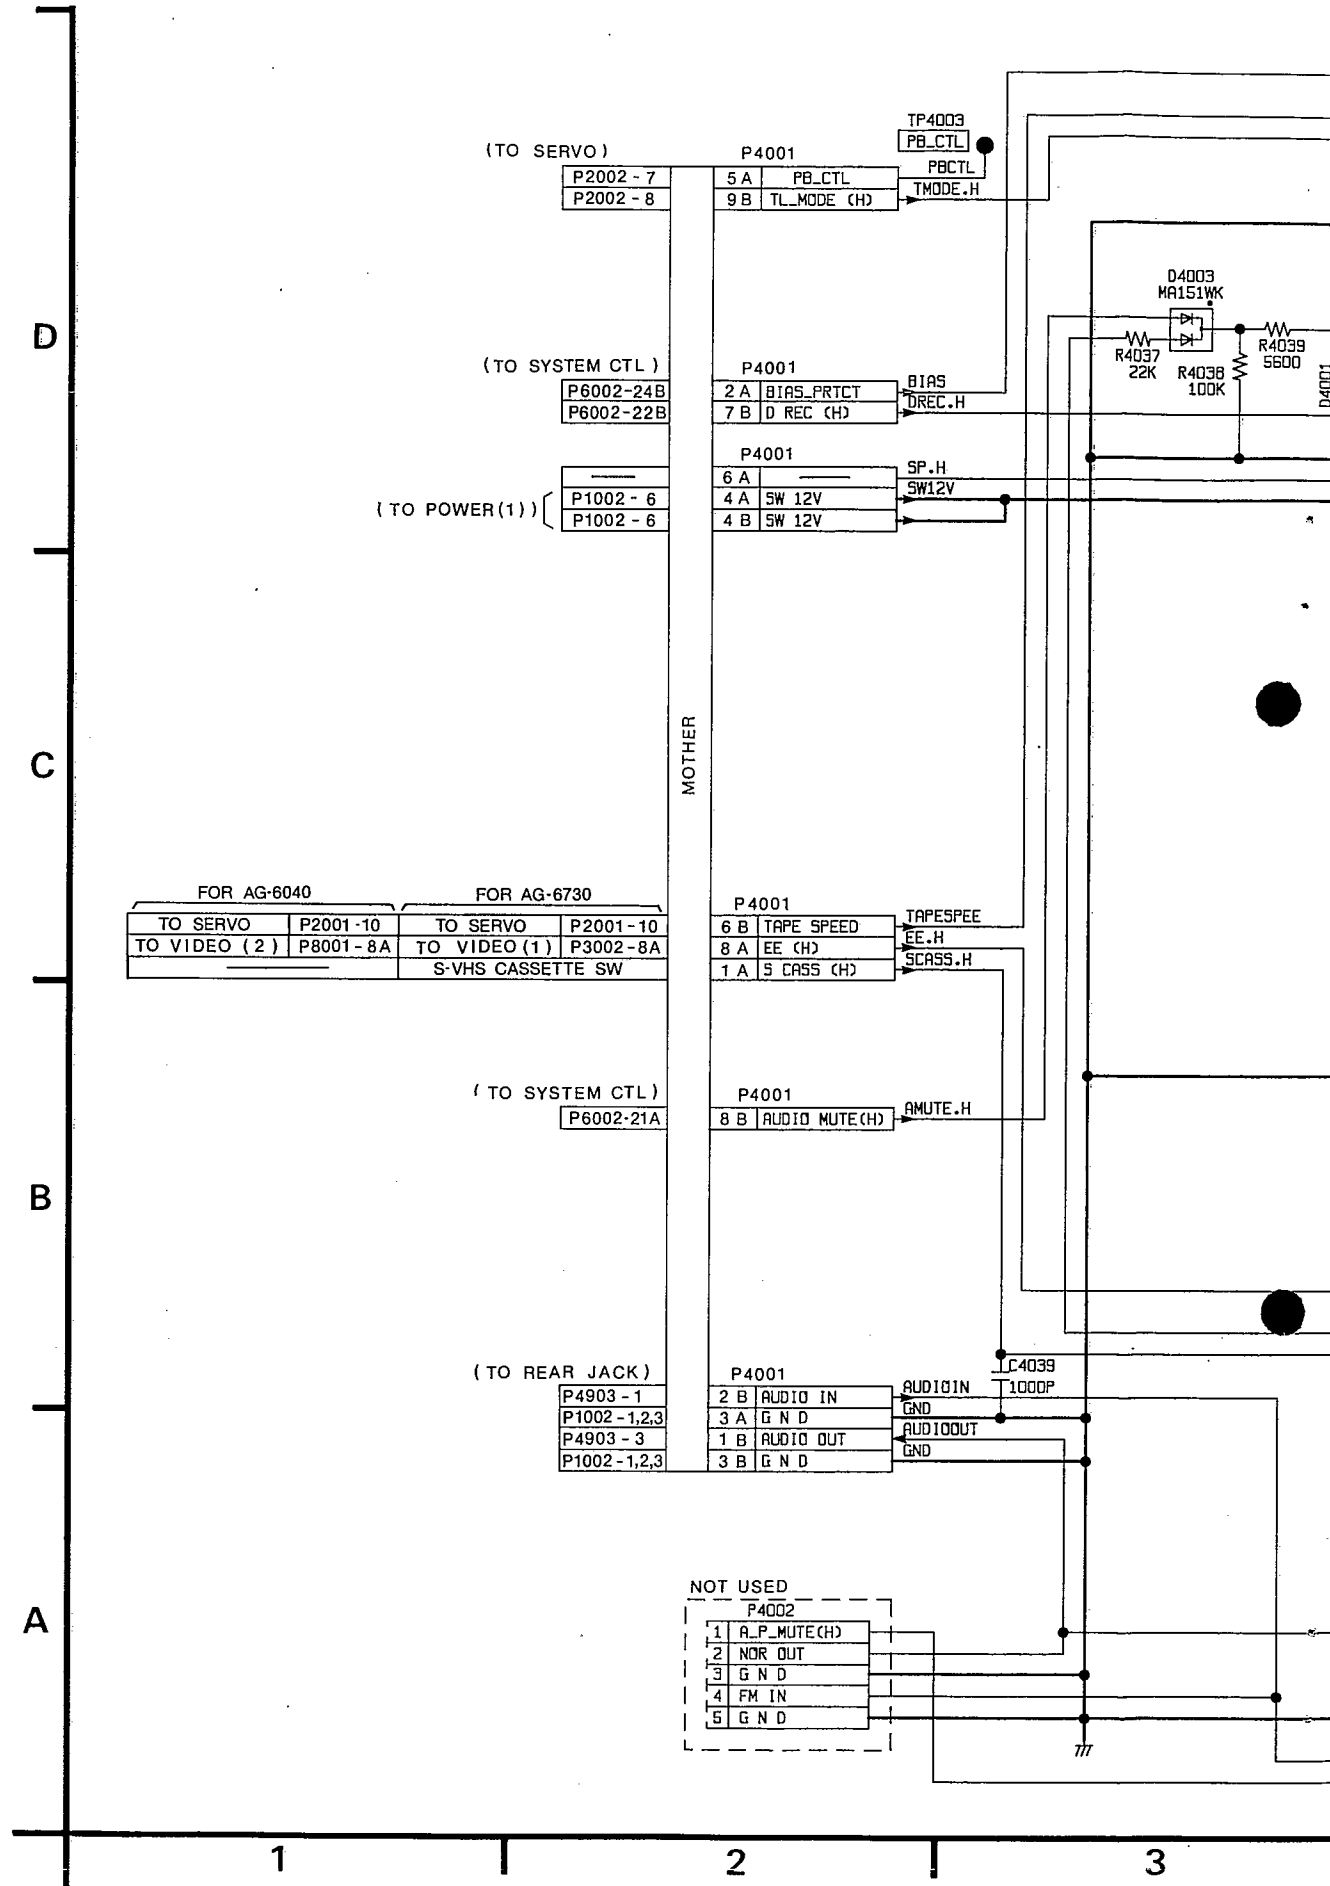 TP4003
PB_CTL
(TO SERVO)
P4001
PBCTL
P2002-7
5 A
PB_CTL
TMODE.H
P2002-8
9 B
TL_MODE (H)
D4003
MA151WK
D
R4037
22K
R4038
100K
R4039
5600
D4001
(TO SYSTEM CTL)
P4001
BIAS
P6002-24B
2 A
BIAS_PRTCT
DREC.H
P6002-22B
7 B
D REC (H)
P4001
SP.H
6 A
SW12V
(TO POWER(1))
P1002-6
4 A
SW 12V
P1002-6
4 B
SW 12V
C
MOTHER
FOR AG-6040
FOR AG-6730
P4001
TAPESPEE
TO SERVO
P2001-10
TO SERVO
P2001-10
6 B
TAPE SPEED
EE.H
TO VIDEO (2)
P8001-8A
TO VIDEO (1)
P3002-8A
8 A
EE (H)
SCASS.H
S-VHS CASSETTE SW
1 A
S CASS (H)
(TO SYSTEM CTL)
P4001
AMUTE.H
P6002-21A
8 B
AUDIO MUTE(H)
B
C4039
1000P
(TO REAR JACK)
P4001
AUDIOIN
P4903-1
2 B
AUDIO IN
GND
P1002-1,2,3
3 A
G N D
AUDIOOUT
P4903-3
1 B
AUDIO OUT
GND
P1002-1,2,3
3 B
G N D
NOT USED
P4002
A
1
A_P_MUTE(H)
2
NOR OUT
3
G N D
4
FM IN
5
G N D
1
2
3